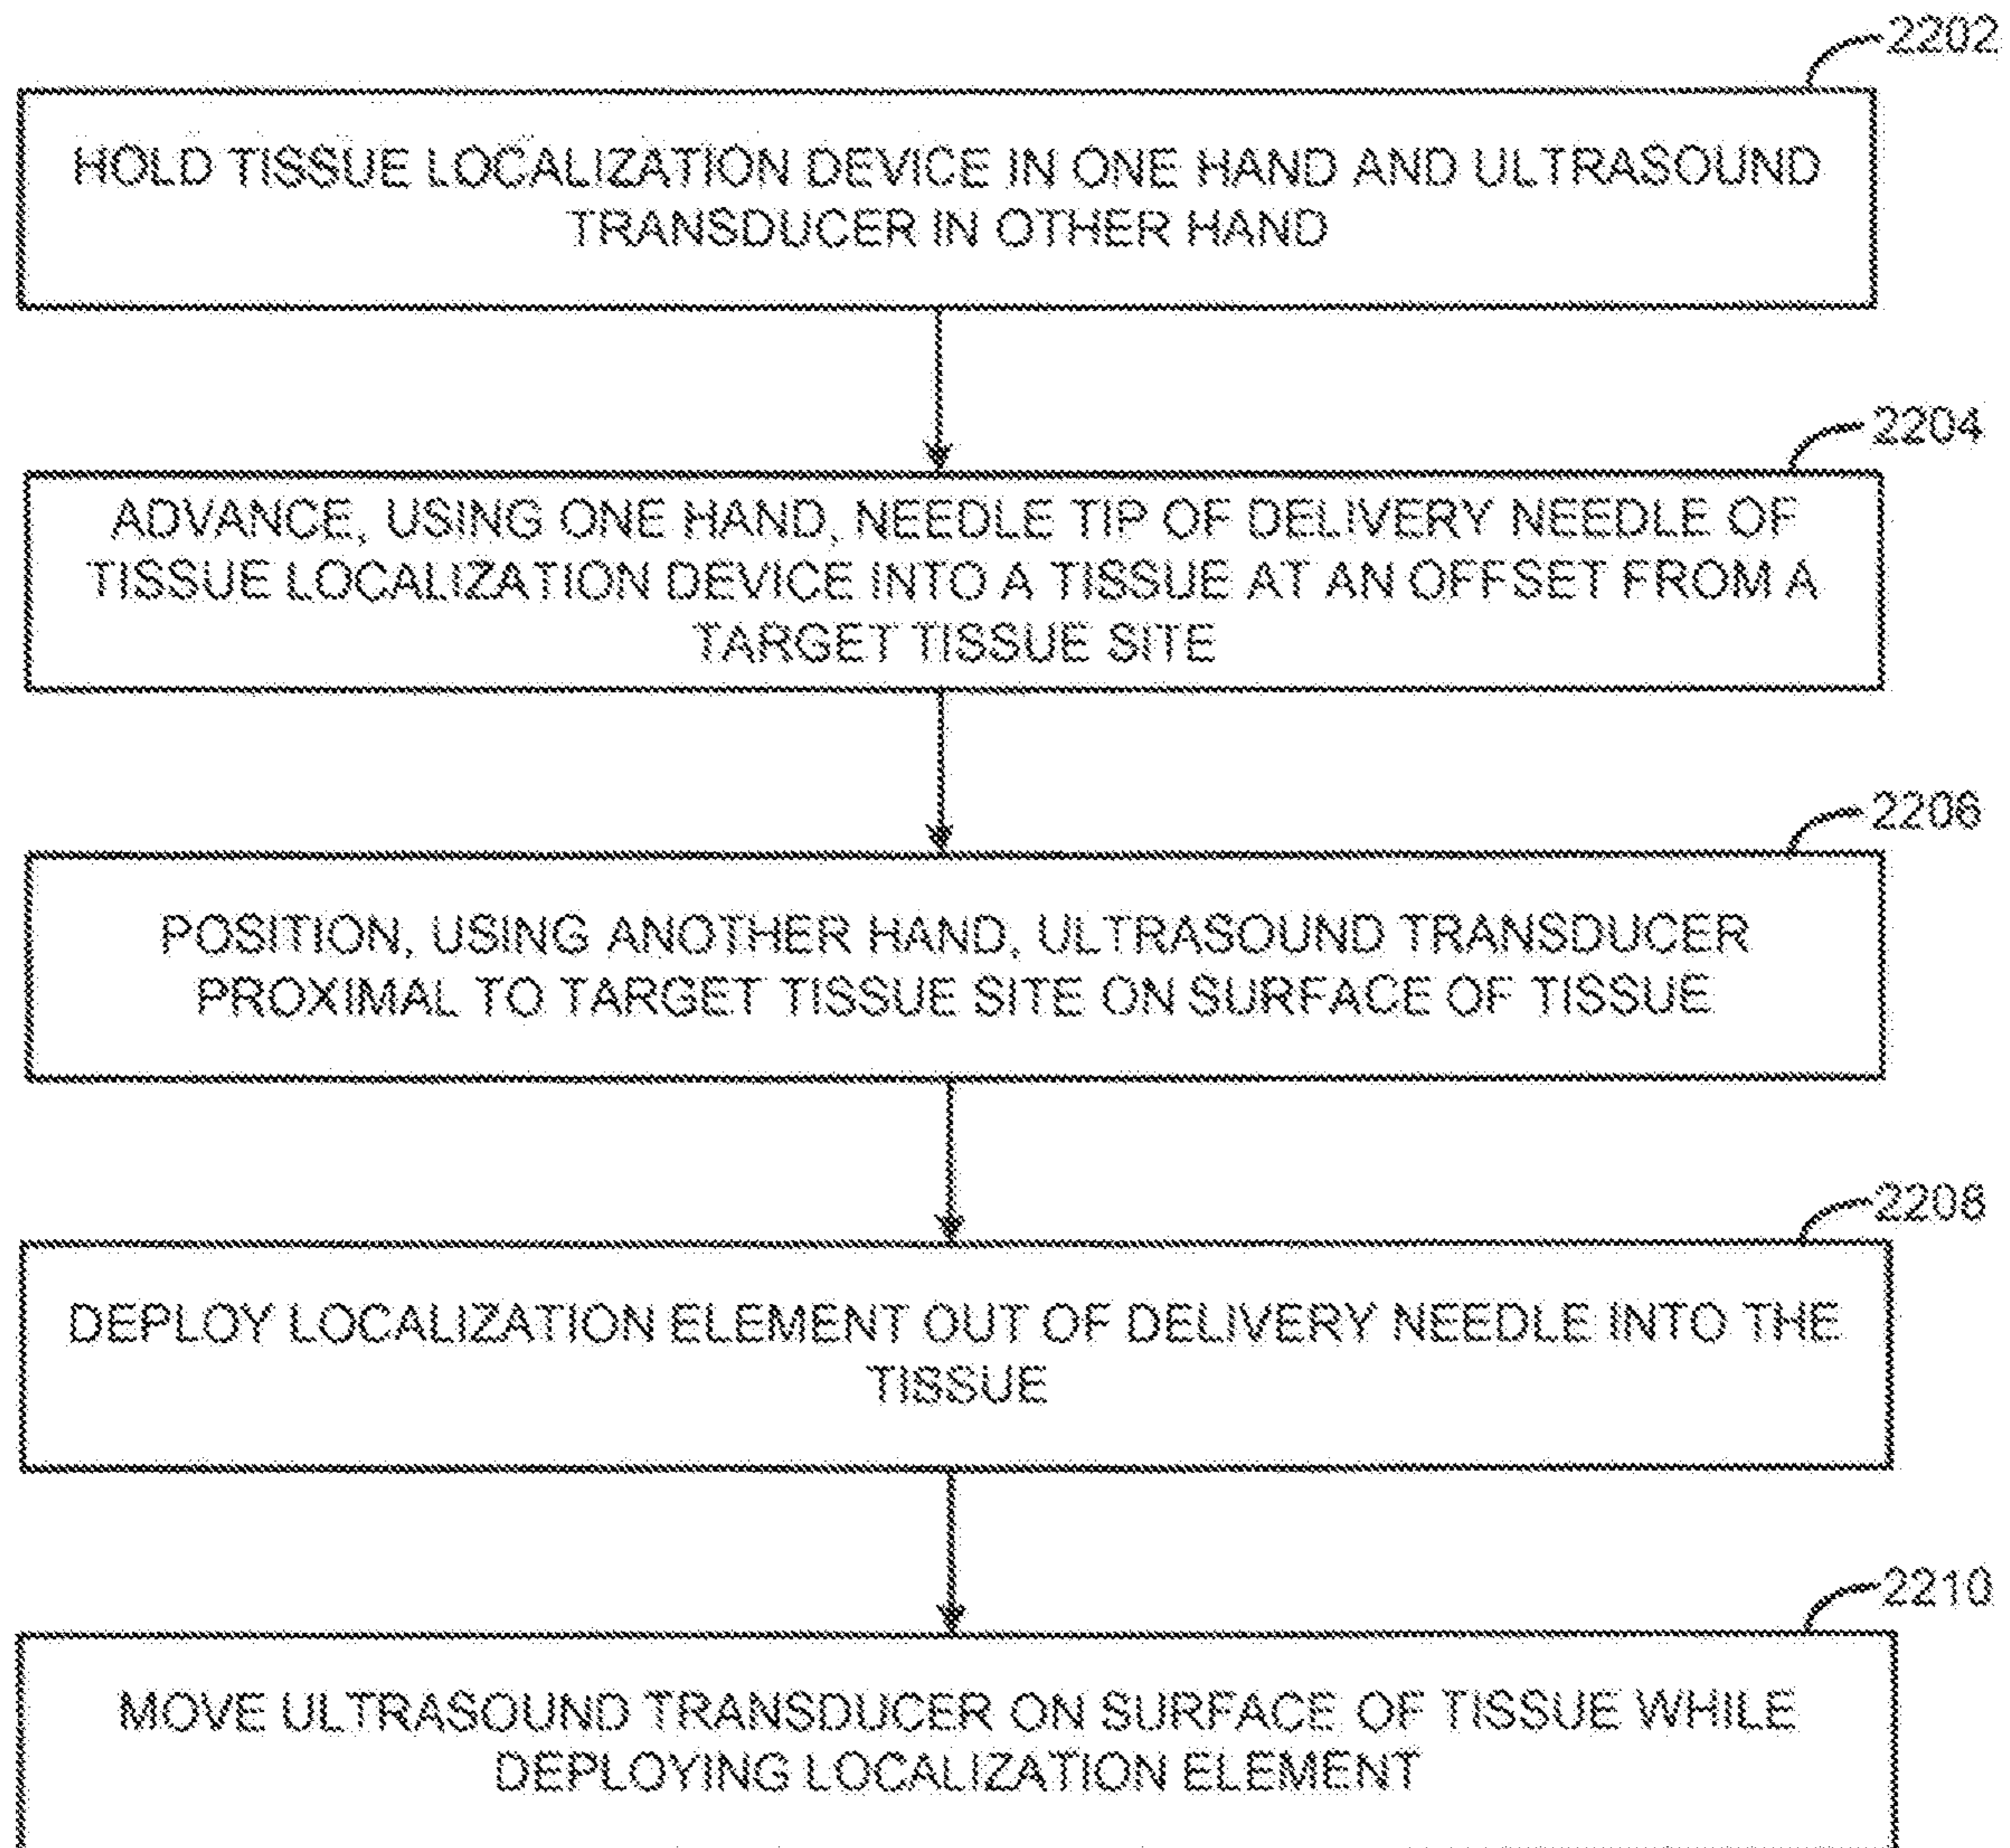 2202
HOLD TISSUE LOCALIZATION DEVICE IN ONE HAND AND ULTRASOUND
TRANSDUCER IN OTHER HAND
2204
ADVANCE, USING ONE HAND, NEEDLE TIP OF DELIVERY NEEDLE OF
TISSUE LOCALIZATION DEVICE INTO A TISSUE AT AN OFFSET FROM A
TARGET TISSUE SITE
2206
POSITION, USING ANOTHER HAND, ULTRASOUND TRANSDUCER
PROXIMAL TO TARGET TISSUE SITE ON SURFACE OF TISSUE
2208
DEPLOY LOCALIZATION ELEMENT OUT OF DELIVERY NEEDLE INTO THE
TISSUE
2210
MOVE ULTRASOUND TRANSDUCER ON SURFACE OF TISSUE WHILE
DEPLOYING LOCALIZATION ELEMENT